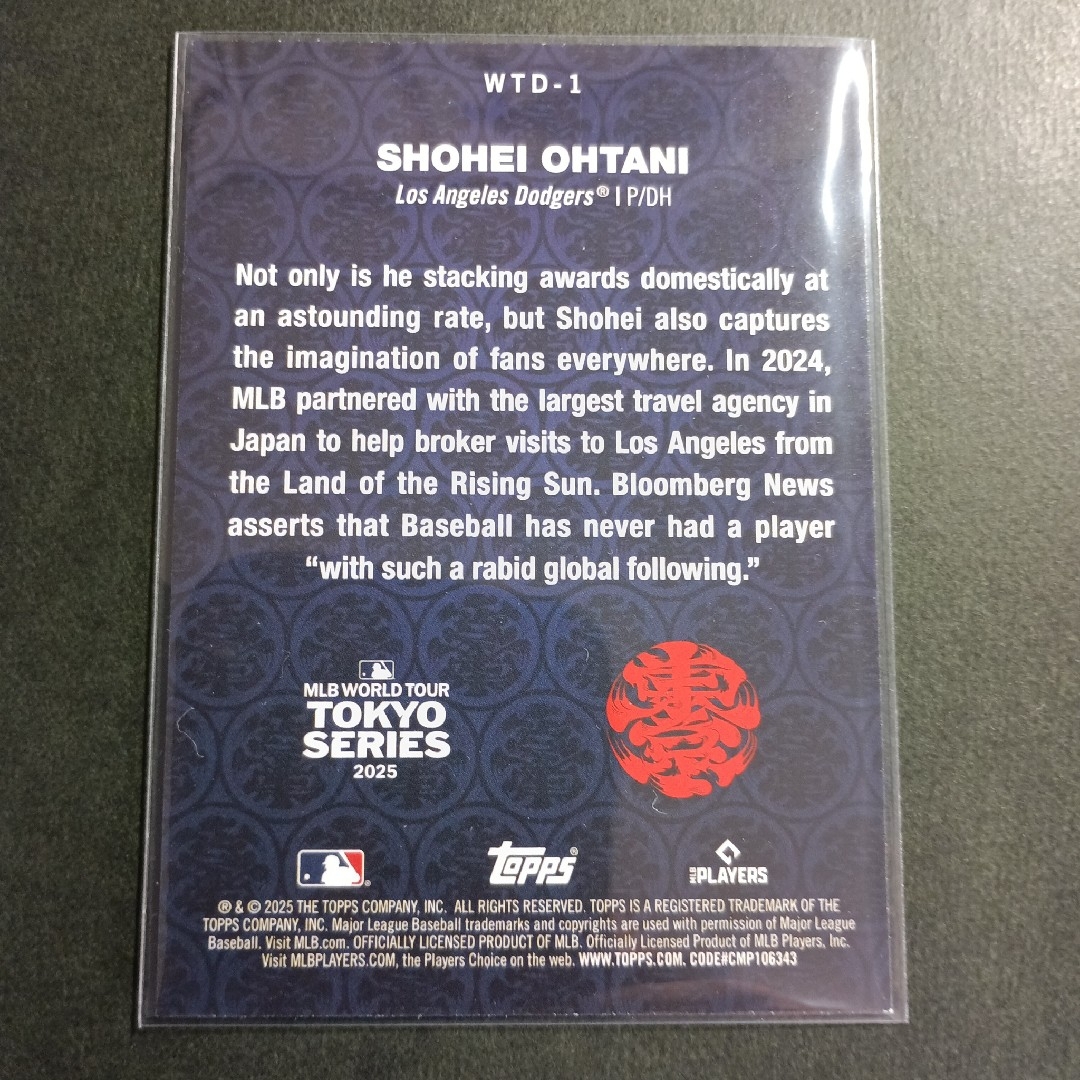 WTD-1
SHOHEI OHTANI
Los Angeles Dodgers® | P/DH
Not only is he stacking awards domestically at
an astounding rate, but Shohei also captures
the imagination of fans everywhere. In 2024,
MLB partnered with the largest travel agency in
Japan to help broker visits to Los Angeles from
the Land of the Rising Sun. Bloomberg News
asserts that Baseball has never had a player
“with such a rabid global following.”
MLB WORLD TOUR
TOKYO
SERIES
2025
東京
topps®
MLB PLAYERS
® & © 2025 THE TOPPS COMPANY, INC. ALL RIGHTS RESERVED. TOPPS IS A REGISTERED TRADEMARK OF THE
TOPPS COMPANY, INC. Major League Baseball trademarks and copyrights are used with permission of Major League
Baseball. Visit MLB.com. OFFICIALLY LICENSED PRODUCT OF MLB. Officially Licensed Product of MLB Players, Inc.
Visit MLBPLAYERS.COM, the Players Choice on the web. WWW.TOPPS.COM. CODE#CMP106343